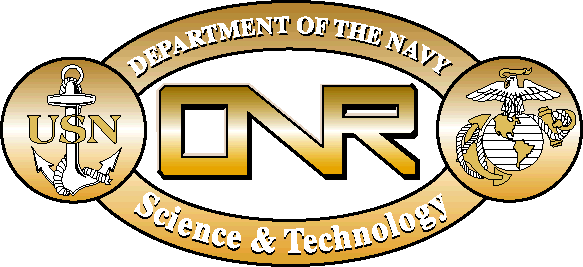 DEPARTMENT OF THE NAVY
USN
ONR
Science & Technology